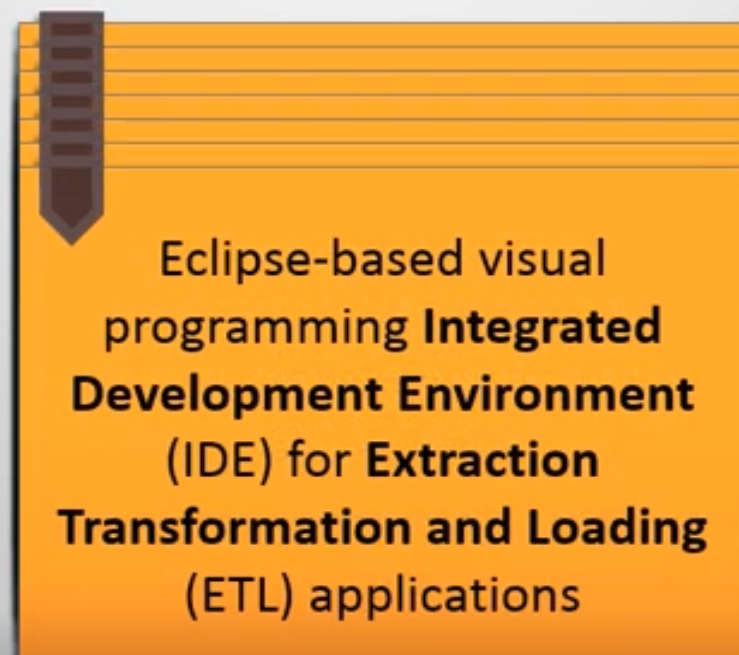 Eclipse-based visual
programming Integrated
Development Environment
(IDE) for Extraction
Transformation and Loading
(ETL) applications